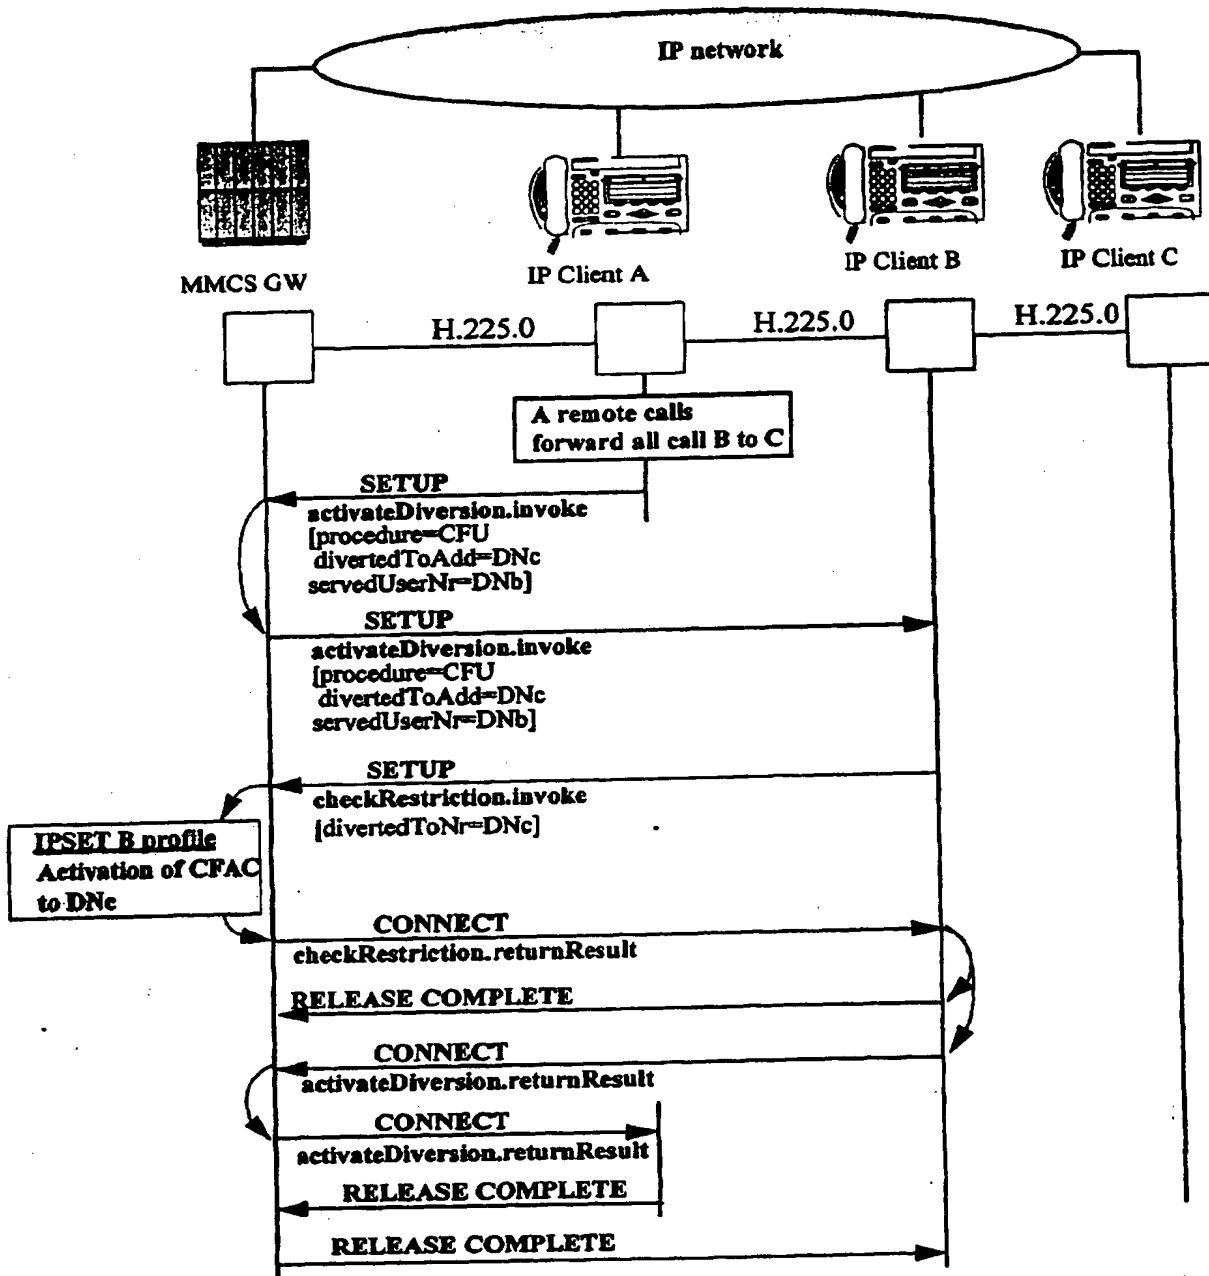 IP network
MMCS GW
IP Client A
IP Client B
IP Client C
H.225.0
H.225.0
H.225.0
A remote calls
forward all call B to C
SETUP
activateDiversion.invoke
[procedure=CFU
divertedToAdd=DNc
servedUserNr=DNb]
SETUP
activateDiversion.invoke
[procedure=CFU
divertedToAdd=DNc
servedUserNr=DNb]
SETUP
checkRestriction.invoke
[divertedToNr=DNc]
IPSET B profile
Activation of CFAC
to DNc
CONNECT
checkRestriction.returnResult
RELEASE COMPLETE
CONNECT
activateDiversion.returnResult
CONNECT
activateDiversion.returnResult
RELEASE COMPLETE
RELEASE COMPLETE